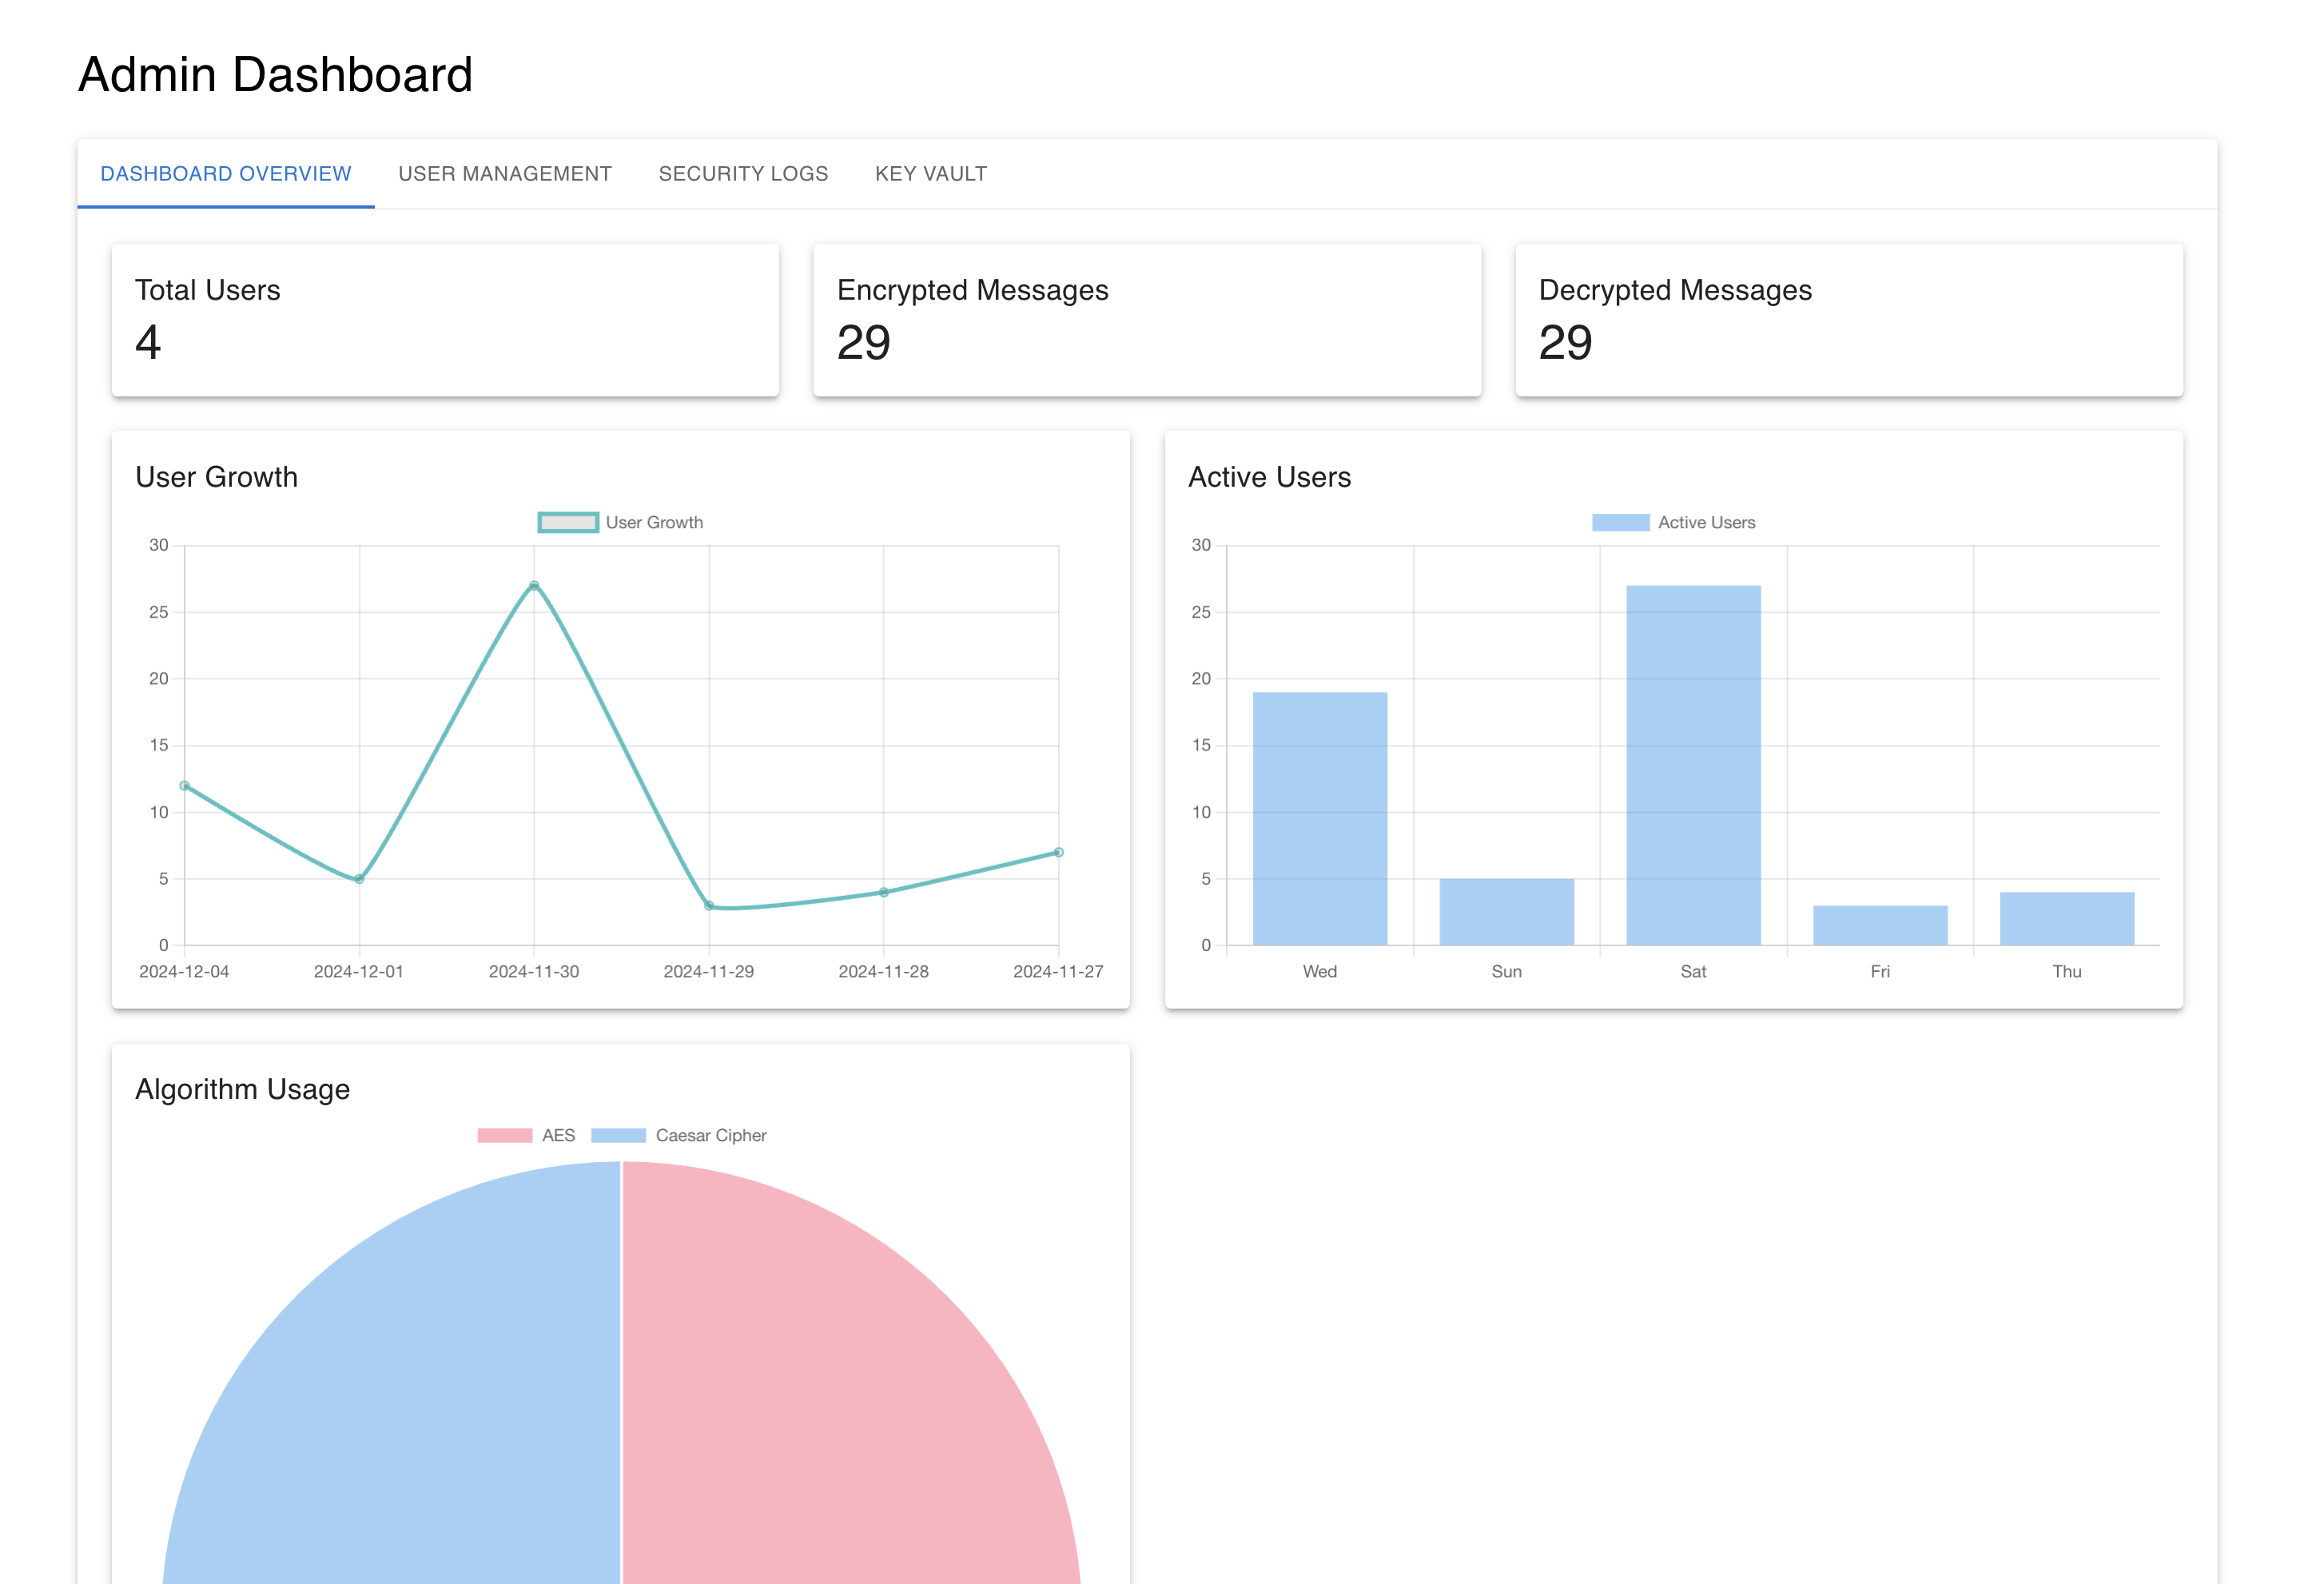 Admin Dashboard
DASHBOARD OVERVIEW USER MANAGEMENT SECURITY LOGS KEY VAULT
Total Users
4
Encrypted Messages
29
Decrypted Messages
29
User Growth
User Growth
30
25
20
15
10
5
0
2024-12-04 2024-12-01 2024-11-30 2024-11-29 2024-11-28 2024-11-27
Active Users
Active Users
30
25
20
15
10
5
0
Wed Sun Sat Fri Thu
Algorithm Usage
AES Caesar Cipher